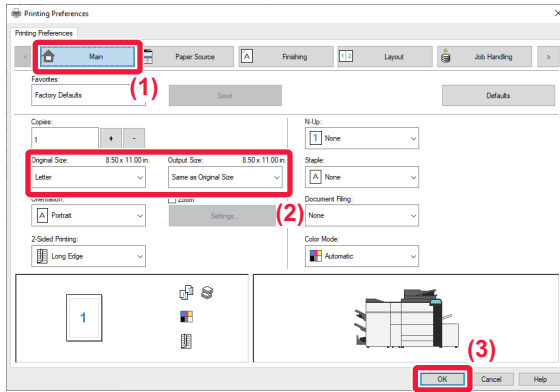 Printing Preferences
Printing Preferences
< Main Paper Source Finishing Layout Job Handling >
(1)
Favorites:
Factory Defaults Save Defaults
Copies: N-Up:
1 + - 1 None
Original Size: 8.50 x 11.00 in. Output Size: 8.50 x 11.00 in. Staple:
Letter Same as Original Size A None
(2)
Orientation: Zoom Document Filing:
A Portrait Settings... None
2-Sided Printing: Color Mode:
Long Edge Automatic
1
(3)
OK Cancel Help